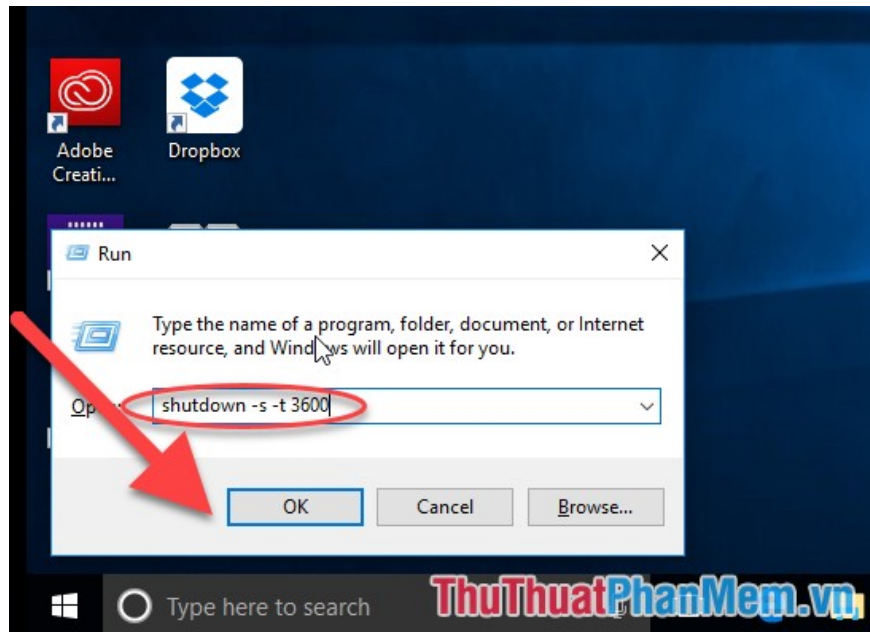 Adobe
Creati...
Dropbox
Run
Type the name of a program, folder, document, or Internet
resource, and Windows will open it for you.
shutdown -s -t 3600
OK
Cancel
Browse...
Type here to search
ThuThuatPhanMem.vn